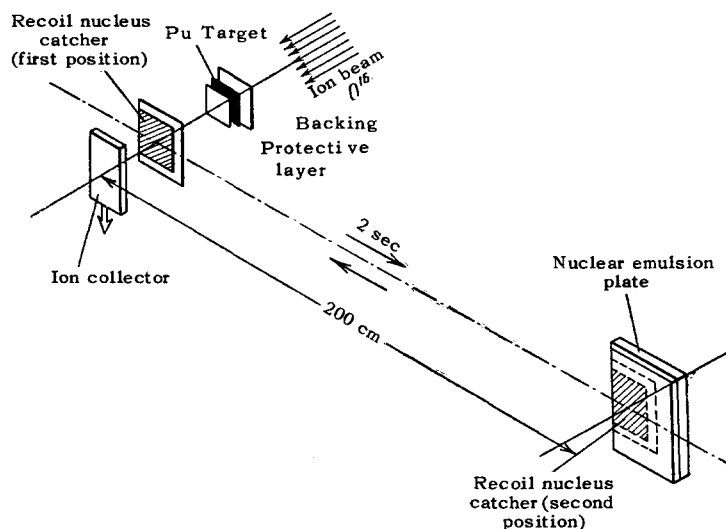 Recoil nucleus
catcher
(first position)
Pu Target
Ion beam
O¹⁶.
Backing
Protective
layer
Ion collector
2 sec
200 cm
Nuclear emulsion
plate
Recoil nucleus
catcher (second
position)